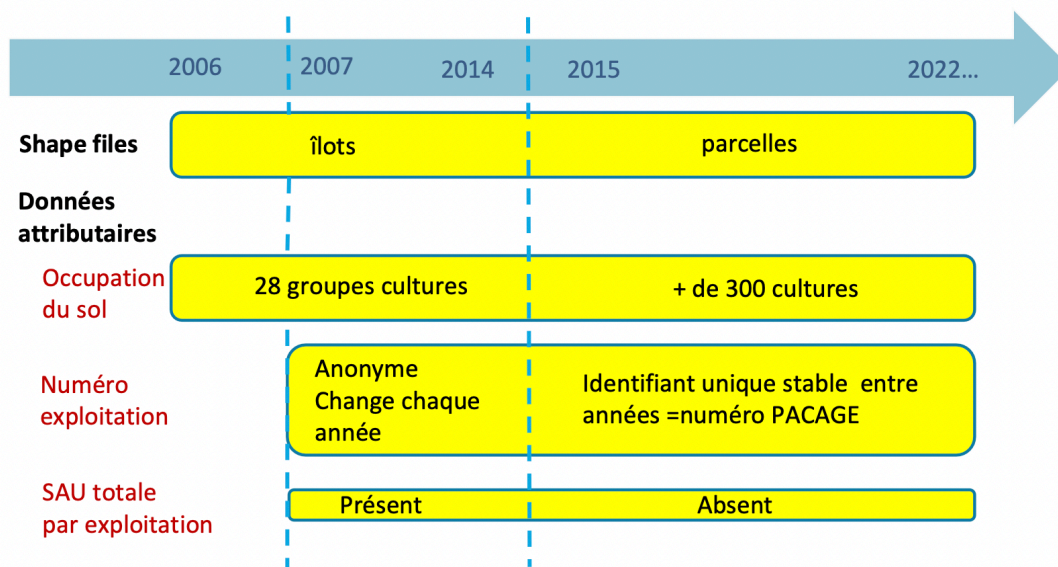 2006 2007 2014 2015 2022...
Shape files îlots parcelles
Données
attributaires
Occupation
du sol
28 groupes cultures + de 300 cultures
Numéro
exploitation
Anonyme
Change chaque
année
Identifiant unique stable entre
années =numéro PACAGE
SAU totale
par exploitation
Présent Absent